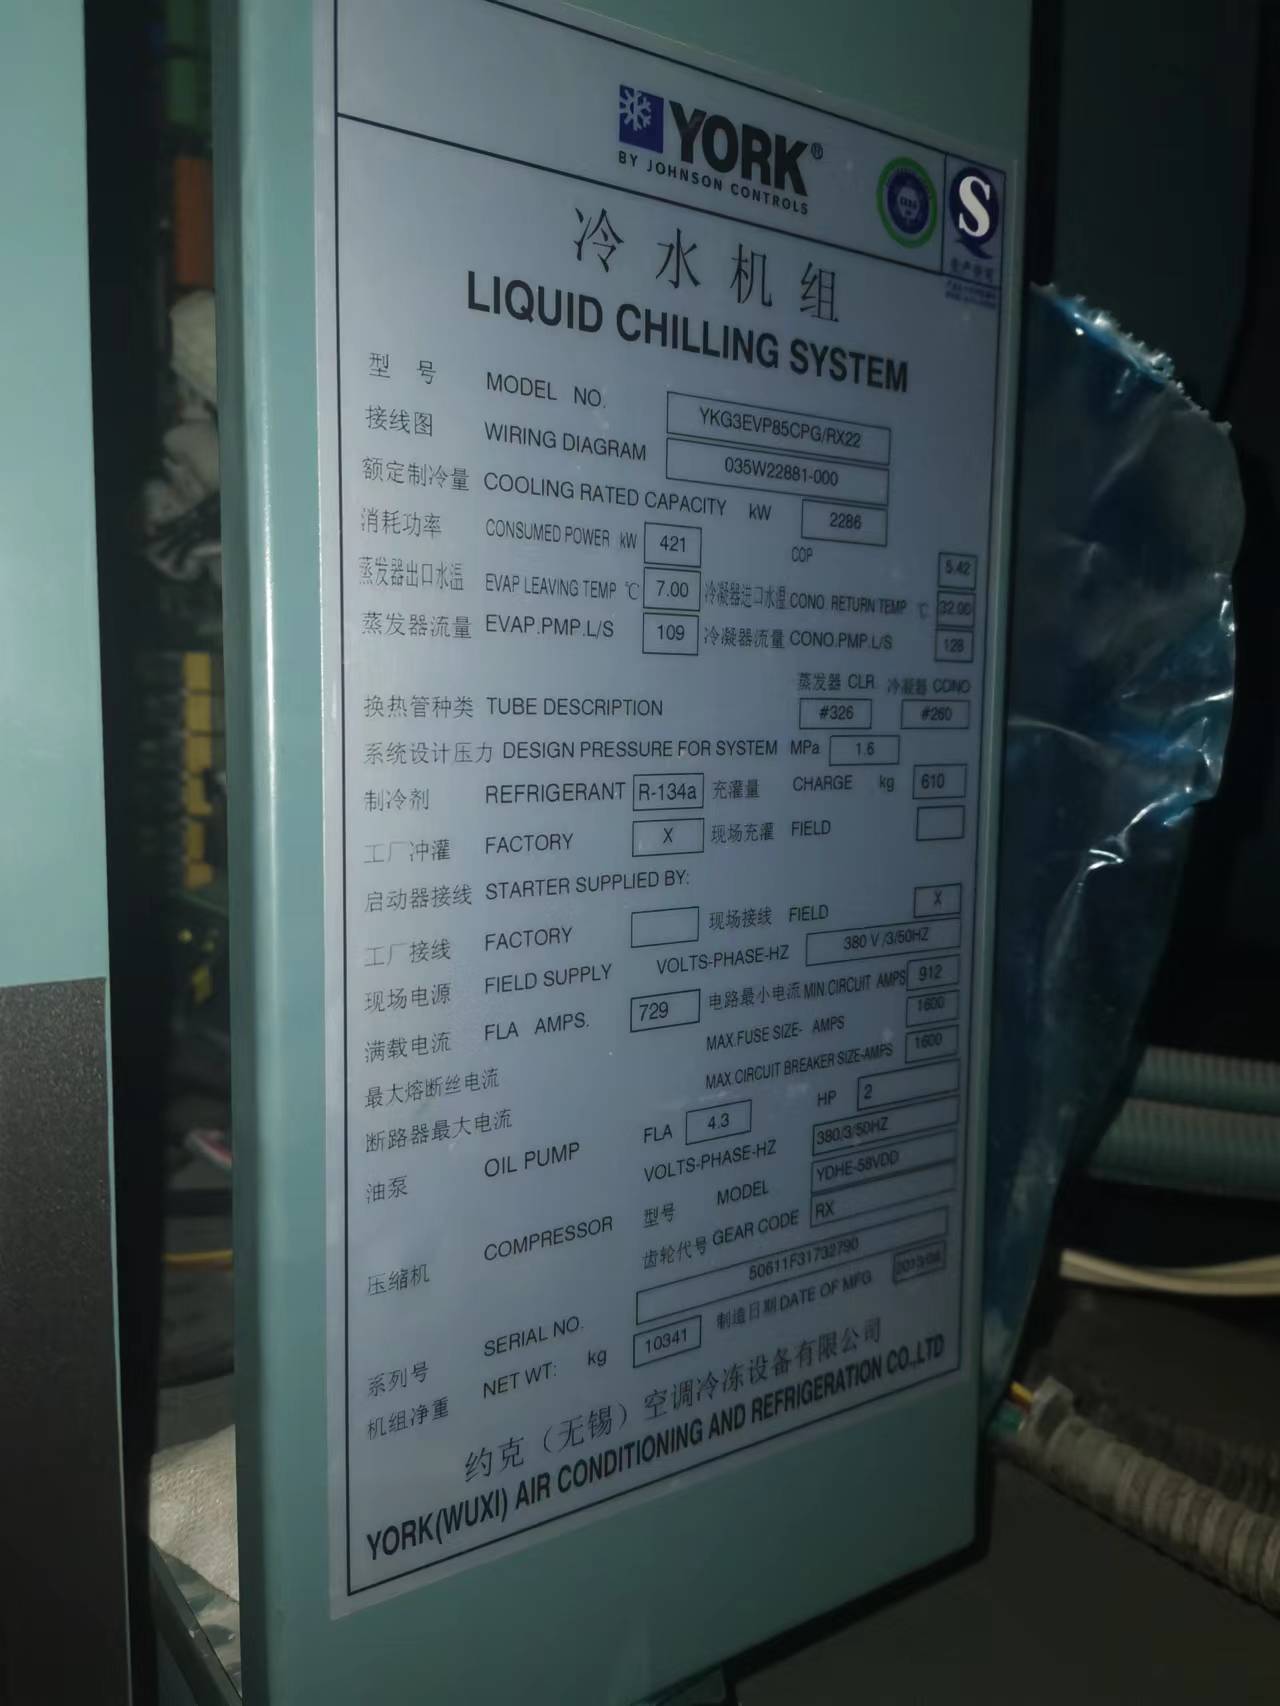 YORK®
BY JOHNSON CONTROLS
S
生产许可
冷水机组
LIQUID CHILLING SYSTEM
型 号 MODEL NO. YKG3EVP85CPG/RX22
接线图 WIRING DIAGRAM 035W22881-000
额定制冷量 COOLING RATED CAPACITY kW 2286
消耗功率 CONSUMED POWER kW 421 COP 5.42
蒸发器出口水温 EVAP LEAVING TEMP ℃ 7.00 冷凝器进口水温 CONO. RETURN TEMP ℃ 32.00
蒸发器流量 EVAP.PMP.L/S 109 冷凝器流量 CONO.PMP.L/S 128
蒸发器 CLR 冷凝器 COND
换热管种类 TUBE DESCRIPTION #326 #260
系统设计压力 DESIGN PRESSURE FOR SYSTEM MPa 1.6
制冷剂 REFRIGERANT R-134a 充灌量 CHARGE kg 610
工厂冲灌 FACTORY X 现场充灌 FIELD
启动器接线 STARTER SUPPLIED BY:
工厂接线 FACTORY 现场接线 FIELD X
现场电源 FIELD SUPPLY VOLTS-PHASE-HZ 380 V /3/50HZ
满载电流 FLA AMPS. 729 电路最小电流 MIN.CIRCUIT AMPS 912
最大熔断丝电流 MAX.FUSE SIZE- AMPS 1600
断路器最大电流 MAX.CIRCUIT BREAKER SIZE-AMPS 1600
油泵 OIL PUMP FLA 4.3 HP 2
VOLTS-PHASE-HZ 380/3/50HZ
压缩机 COMPRESSOR 型号 MODEL YDHE-58VDD
齿轮代号 GEAR CODE RX
系列号 SERIAL NO. 50611F31732790
机组净重 NET WT: kg 10341 制造日期 DATE OF MFG
约克（无锡）空调冷冻设备有限公司
YORK(WUXI) AIR CONDITIONING AND REFRIGERATION CO.,LTD